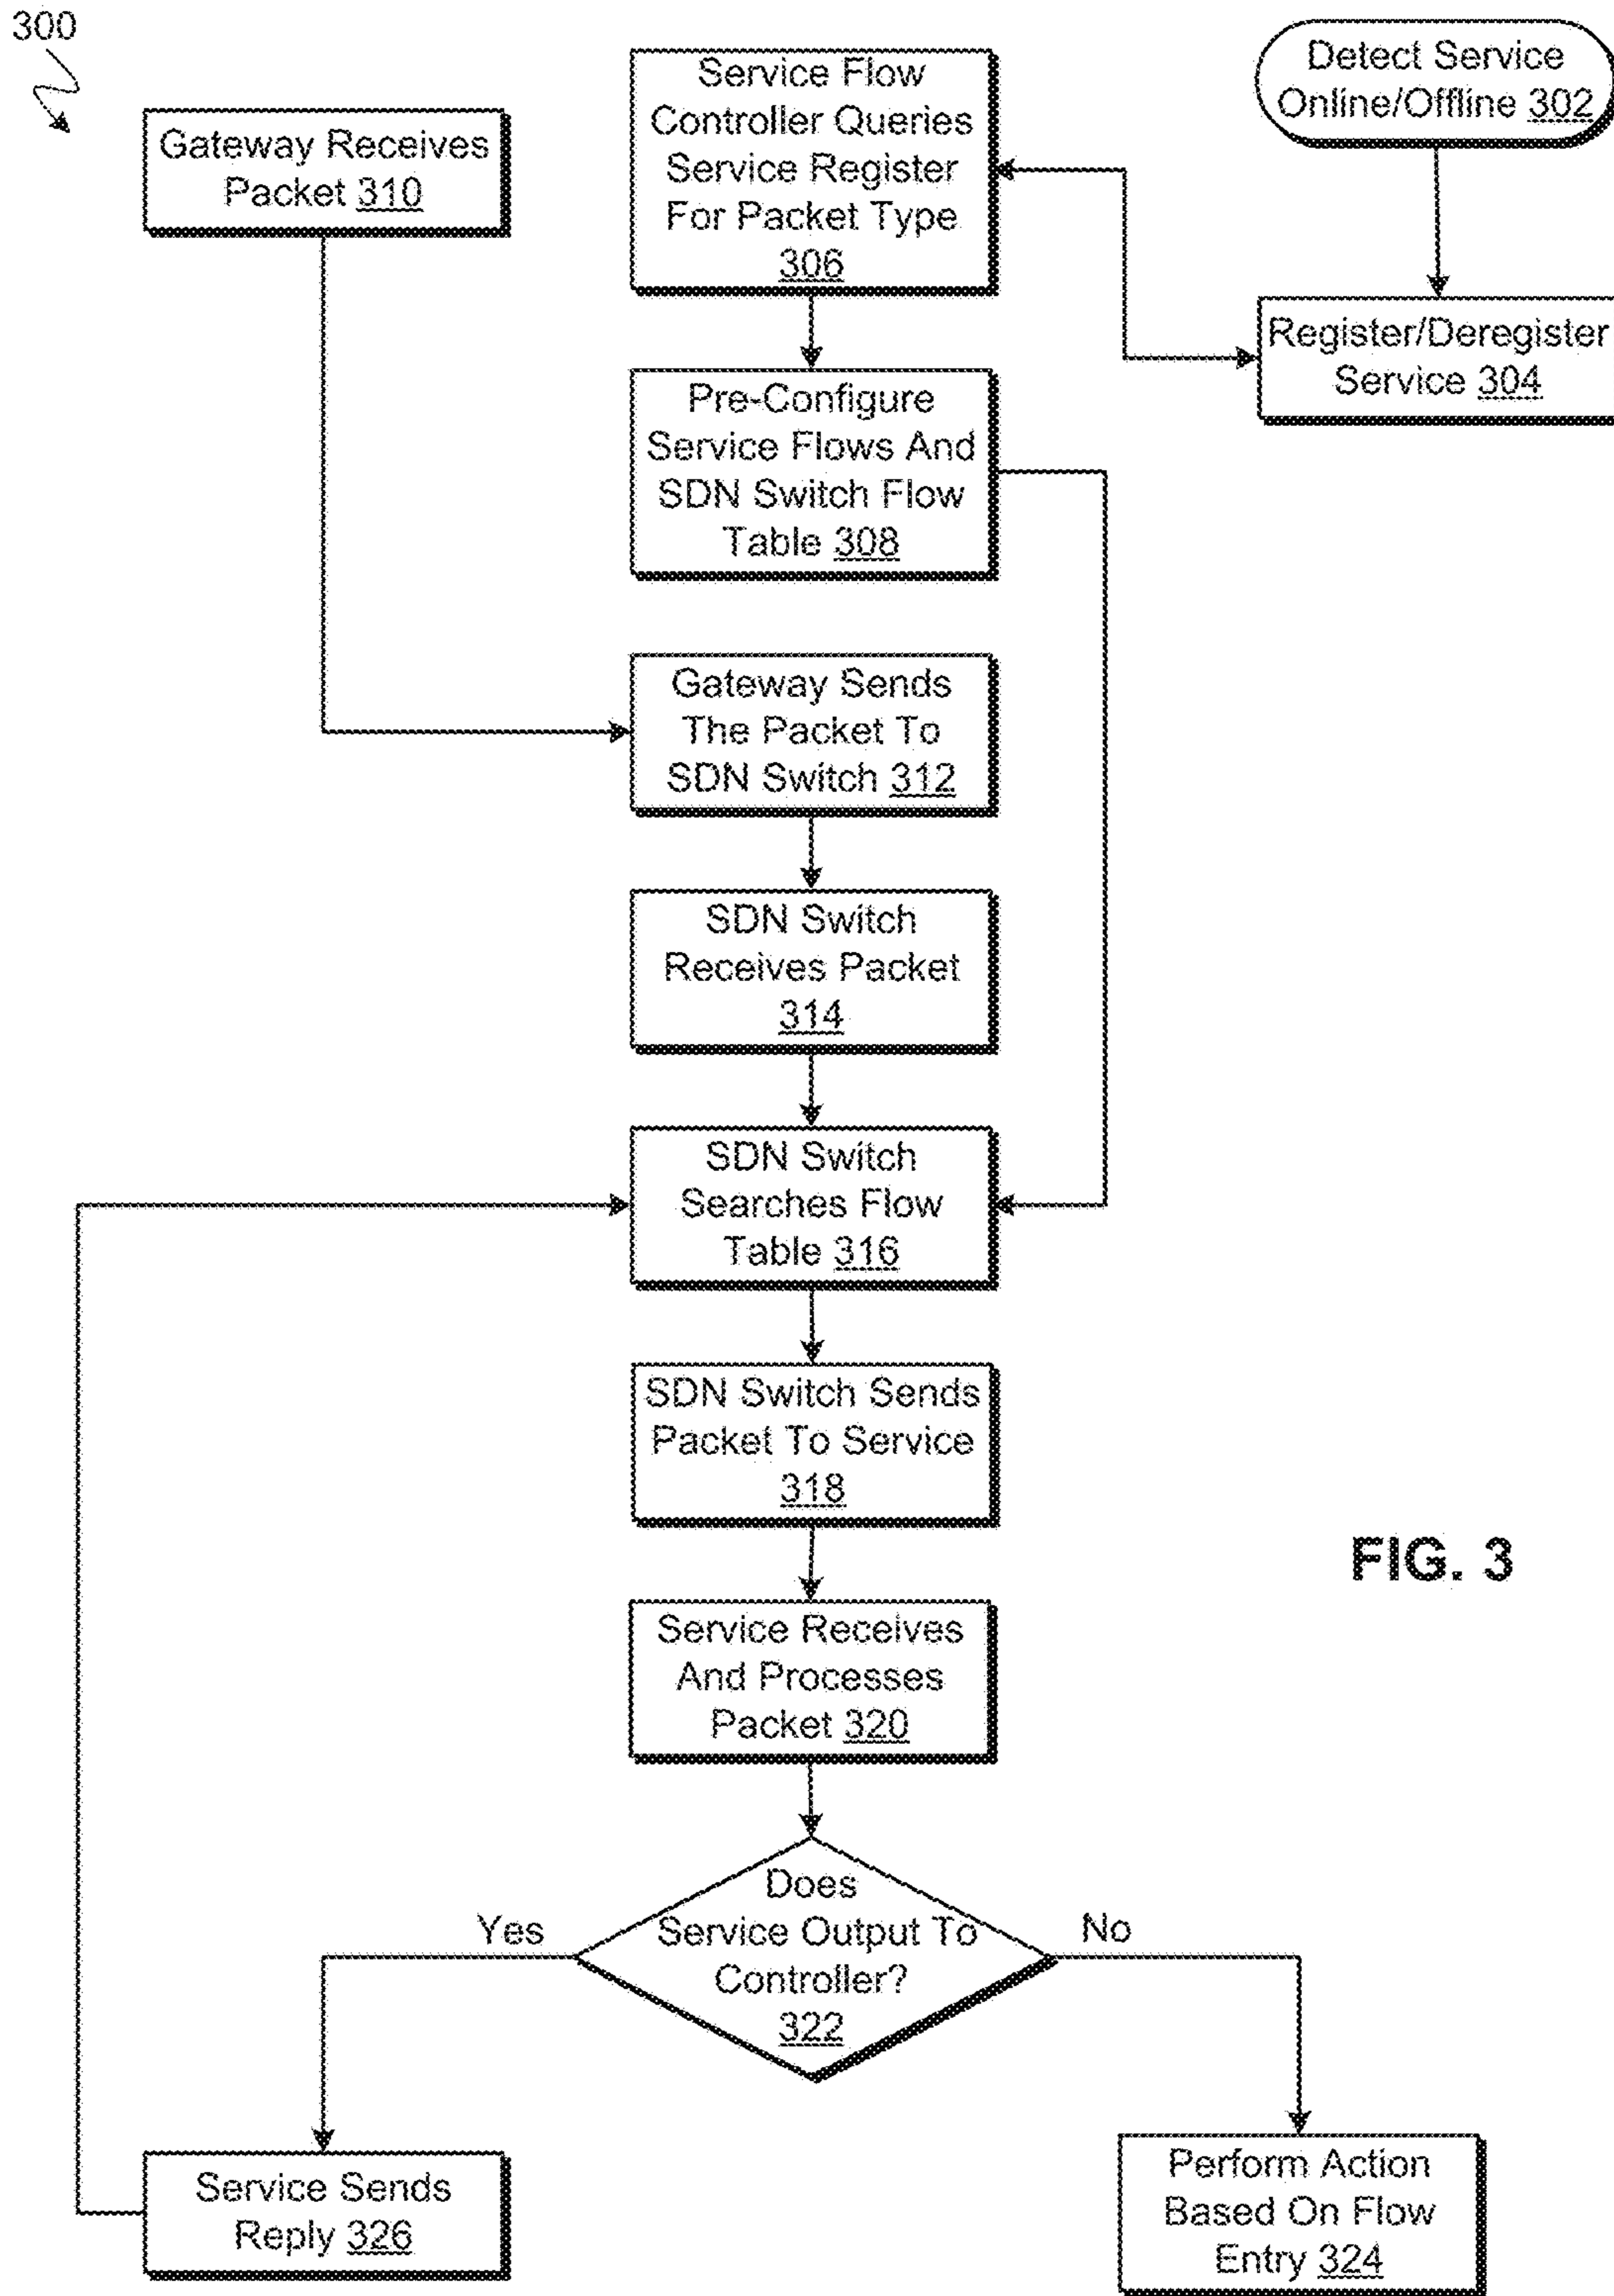 300
Service Flow
Controller Queries
Service Register
For Packet Type
306
Detect Service
Online/Offline 302
Gateway Receives
Packet 310
Register/Deregister
Service 304
Pre-Configure
Service Flows And
SDN Switch Flow
Table 308
Gateway Sends
The Packet To
SDN Switch 312
SDN Switch
Receives Packet
314
SDN Switch
Searches Flow
Table 316
SDN Switch Sends
Packet To Service
318
FIG. 3
Service Receives
And Processes
Packet 320
Does
Service Output To
Controller?
322
Yes
No
Service Sends
Reply 326
Perform Action
Based On Flow
Entry 324